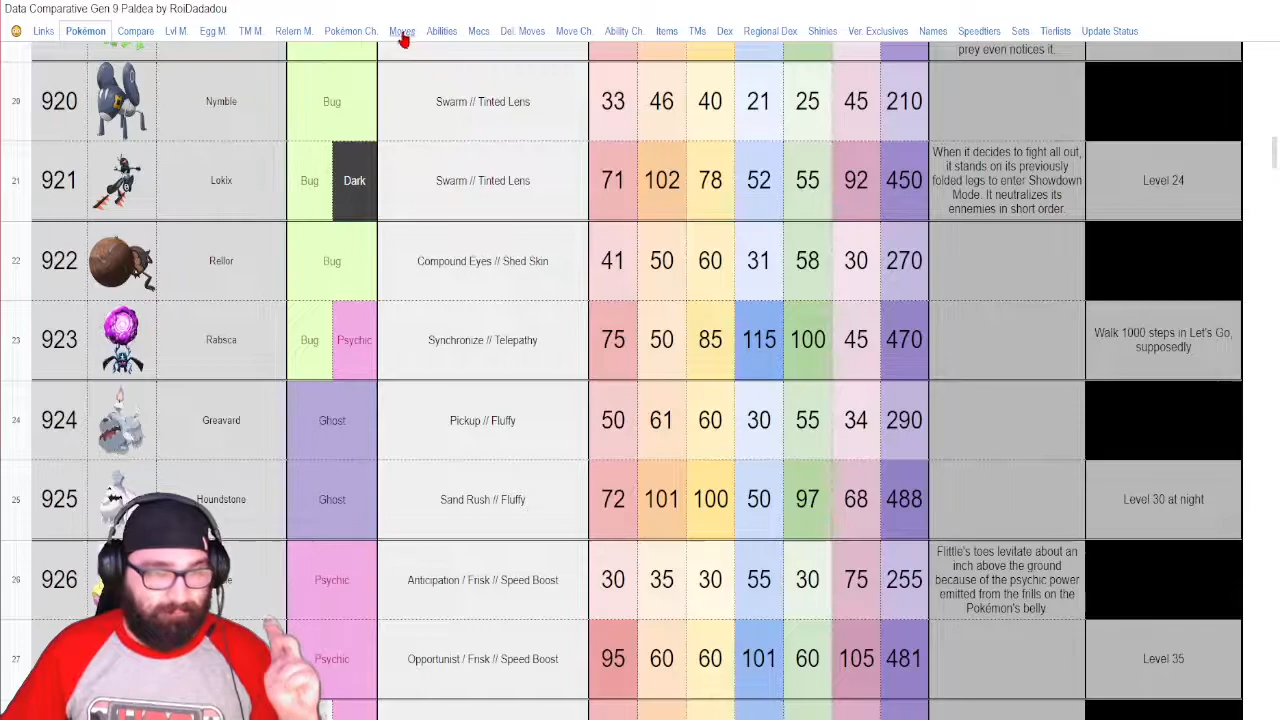 Data Comparative Gen 9 Paldea by RoiDadadou
Links Pokémon Compare Lvl M. Egg M. TM M. Relern M. Pokémon Ch. Moves Abilities Mecs Del. Moves Move Ch. Ability Ch. Items TMs Dex Regional Dex Shinies Ver. Exclusives Names Speedtiers Sets Tierlists Update Status
prey even notices it.
20 920 Nymble Bug Swarm // Tinted Lens 33 46 40 21 25 45 210
21 921 Lokix Bug Dark Swarm // Tinted Lens 71 102 78 52 55 92 450
When it decides to fight all out,
it stands on its previously
folded legs to enter Showdown
Mode. It neutralizes its
ennemies in short order.
Level 24
22 922 Rellor Bug Compound Eyes // Shed Skin 41 50 60 31 58 30 270
23 923 Rabsca Bug Psychic Synchronize // Telepathy 75 50 85 115 100 45 470
Walk 1000 steps in Let's Go,
supposedly
24 924 Greavard Ghost Pickup // Fluffy 50 61 60 30 55 34 290
25 925 Houndstone Ghost Sand Rush // Fluffy 72 101 100 50 97 68 488 Level 30 at night
26 926 Psychic Anticipation / Frisk // Speed Boost 30 35 30 55 30 75 255
Flittle's toes levitate about an
inch above the ground
because of the psychic power
emitted from the frills on the
Pokémon's belly
27 Psychic Opportunist / Frisk // Speed Boost 95 60 60 101 60 105 481 Level 35